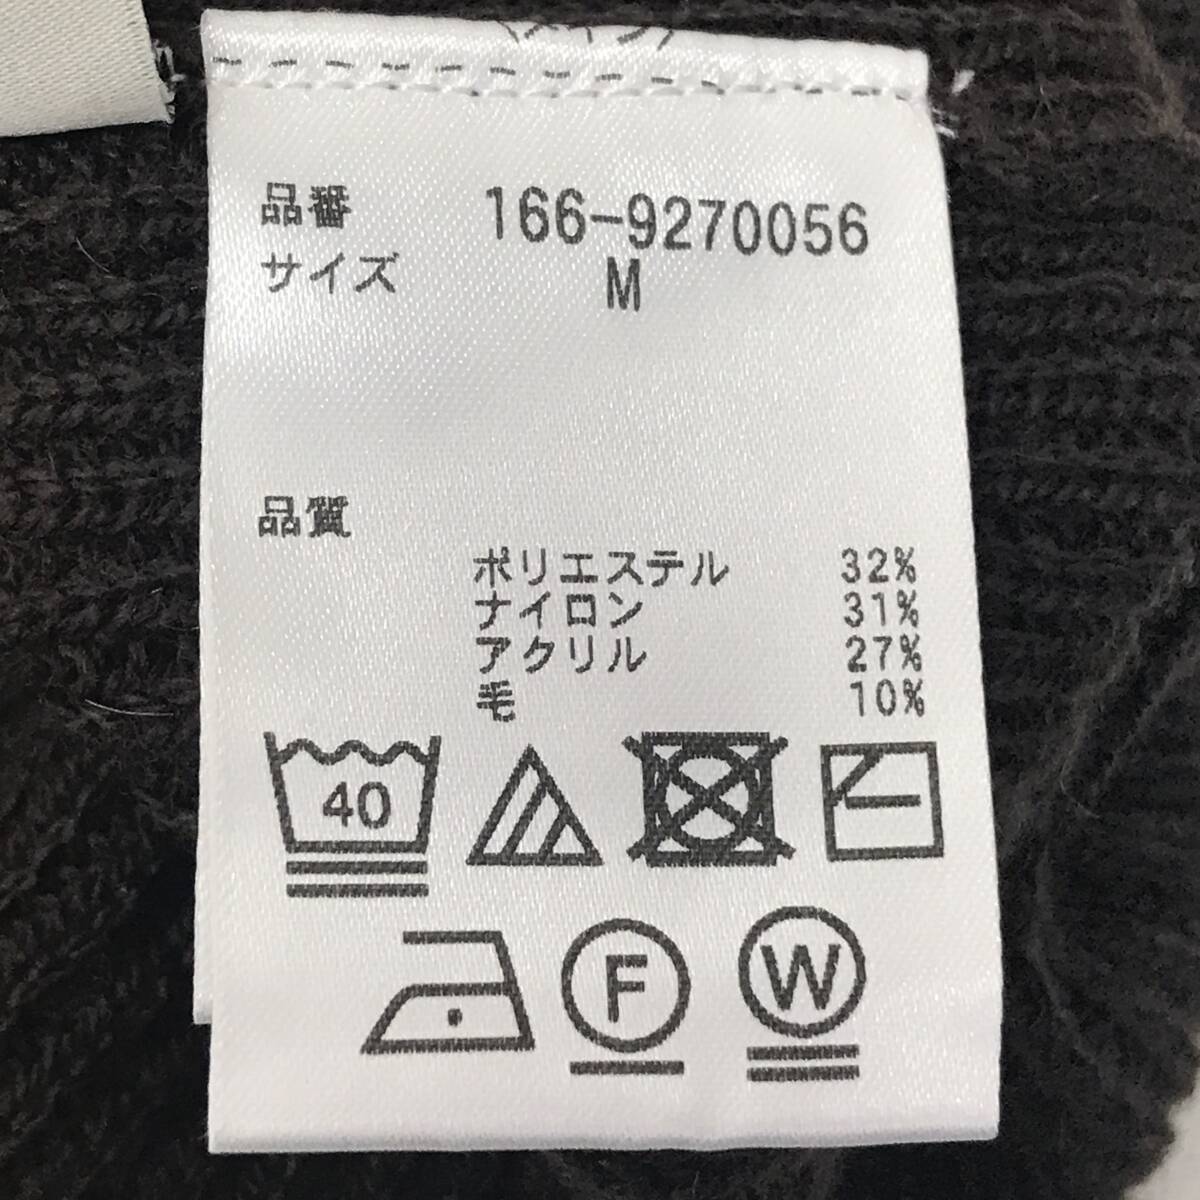 品番 166-9270056
サイズ M
品質
ポリエステル 32%
ナイロン 31%
アクリル 27%
毛 10%
40
F W